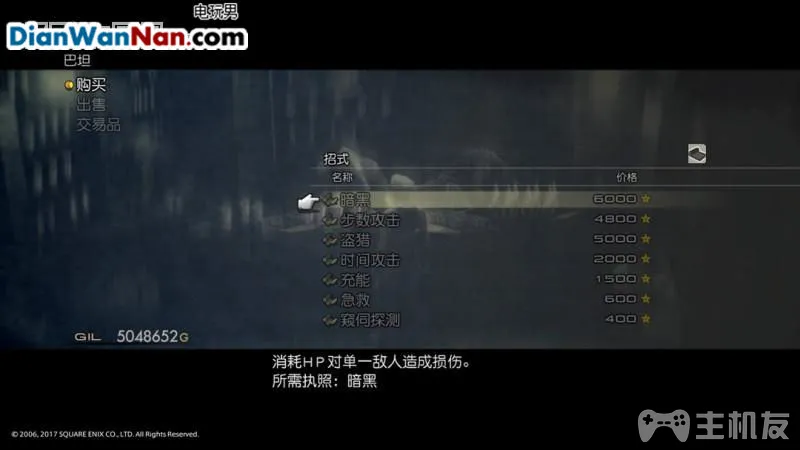 电玩男
DianWanNan.com
巴坦
购买
出售
交易品
招式
名称 价格
暗黑 6000
步数攻击 4800
盗猎 5000
时间攻击 2000
充能 1500
急救 600
窥伺探测 400
GIL 5048652G
消耗HP对单一敌人造成损伤。
所需执照：暗黑
© 2006, 2017 SQUARE ENIX CO., LTD. All Rights Reserved.
主机友